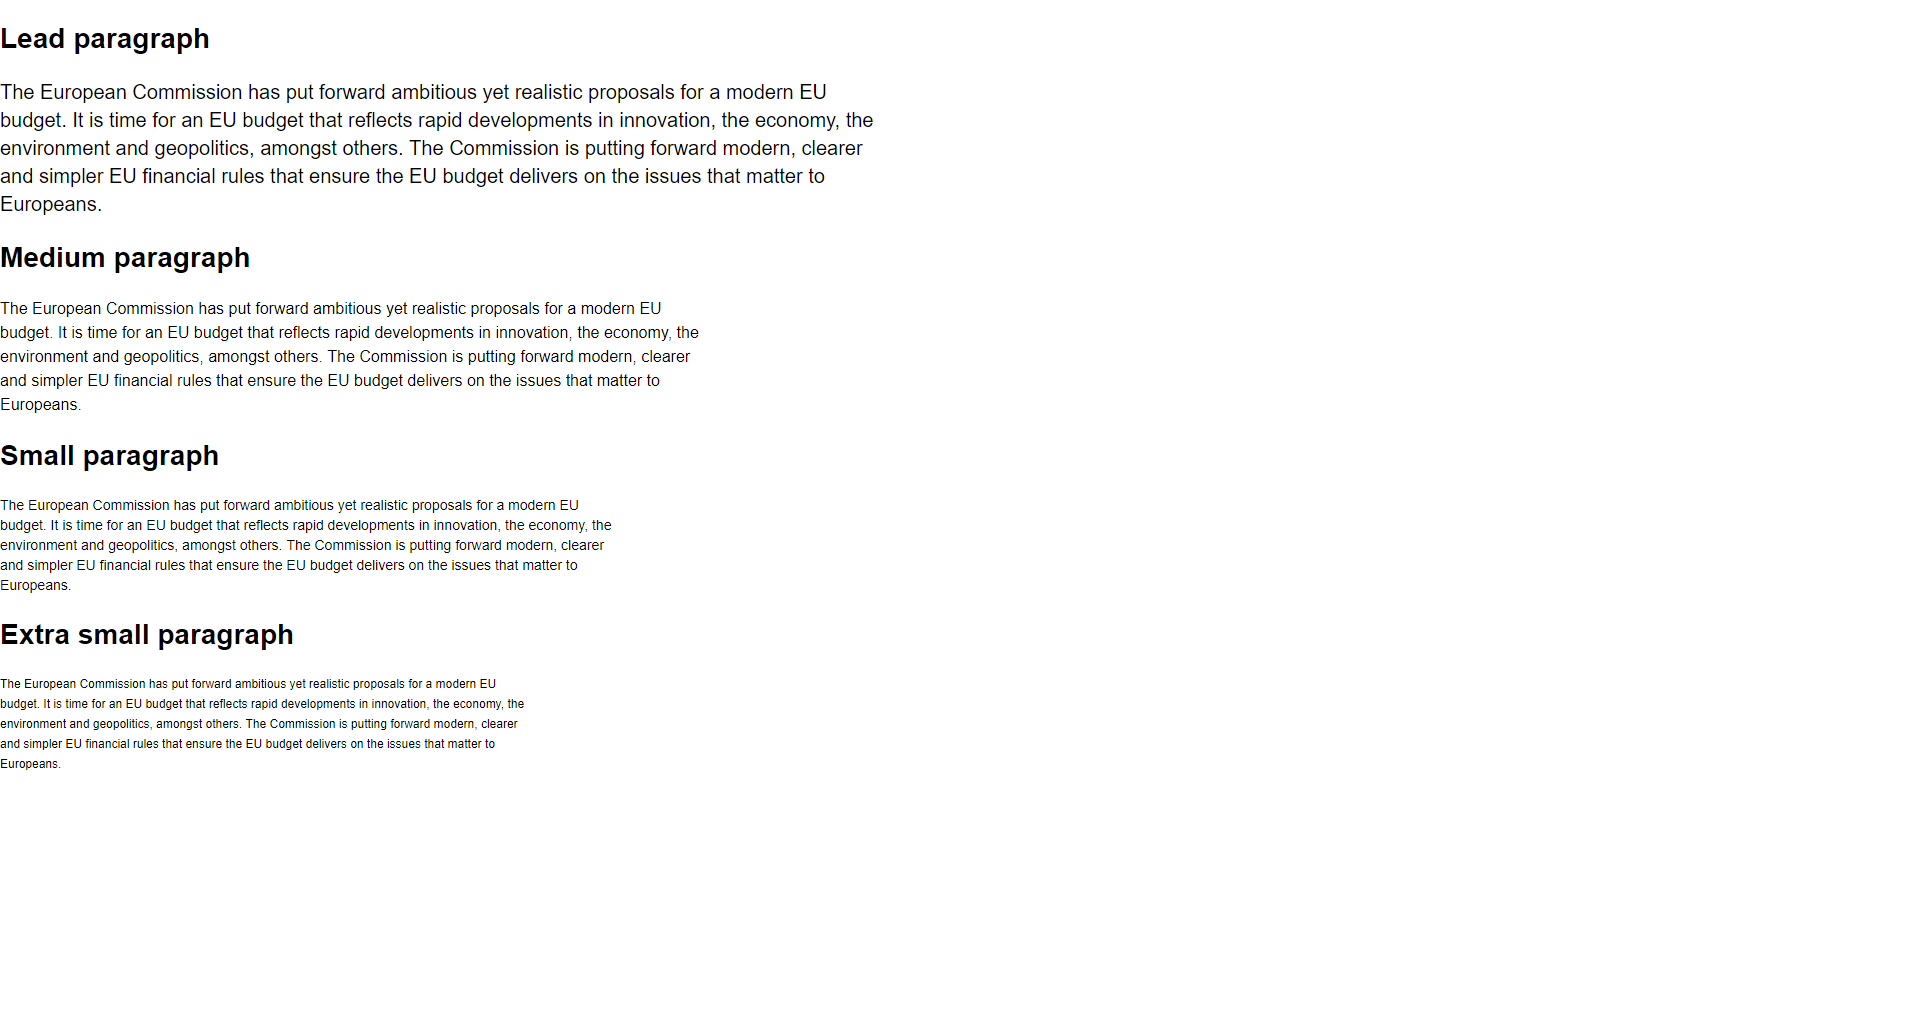 Lead paragraph
The European Commission has put forward ambitious yet realistic proposals for a modern EU
budget. It is time for an EU budget that reflects rapid developments in innovation, the economy, the
environment and geopolitics, amongst others. The Commission is putting forward modern, clearer
and simpler EU financial rules that ensure the EU budget delivers on the issues that matter to
Europeans.
Medium paragraph
The European Commission has put forward ambitious yet realistic proposals for a modern EU
budget. It is time for an EU budget that reflects rapid developments in innovation, the economy, the
environment and geopolitics, amongst others. The Commission is putting forward modern, clearer
and simpler EU financial rules that ensure the EU budget delivers on the issues that matter to
Europeans.
Small paragraph
The European Commission has put forward ambitious yet realistic proposals for a modern EU
budget. It is time for an EU budget that reflects rapid developments in innovation, the economy, the
environment and geopolitics, amongst others. The Commission is putting forward modern, clearer
and simpler EU financial rules that ensure the EU budget delivers on the issues that matter to
Europeans.
Extra small paragraph
The European Commission has put forward ambitious yet realistic proposals for a modern EU
budget. It is time for an EU budget that reflects rapid developments in innovation, the economy, the
environment and geopolitics, amongst others. The Commission is putting forward modern, clearer
and simpler EU financial rules that ensure the EU budget delivers on the issues that matter to
Europeans.